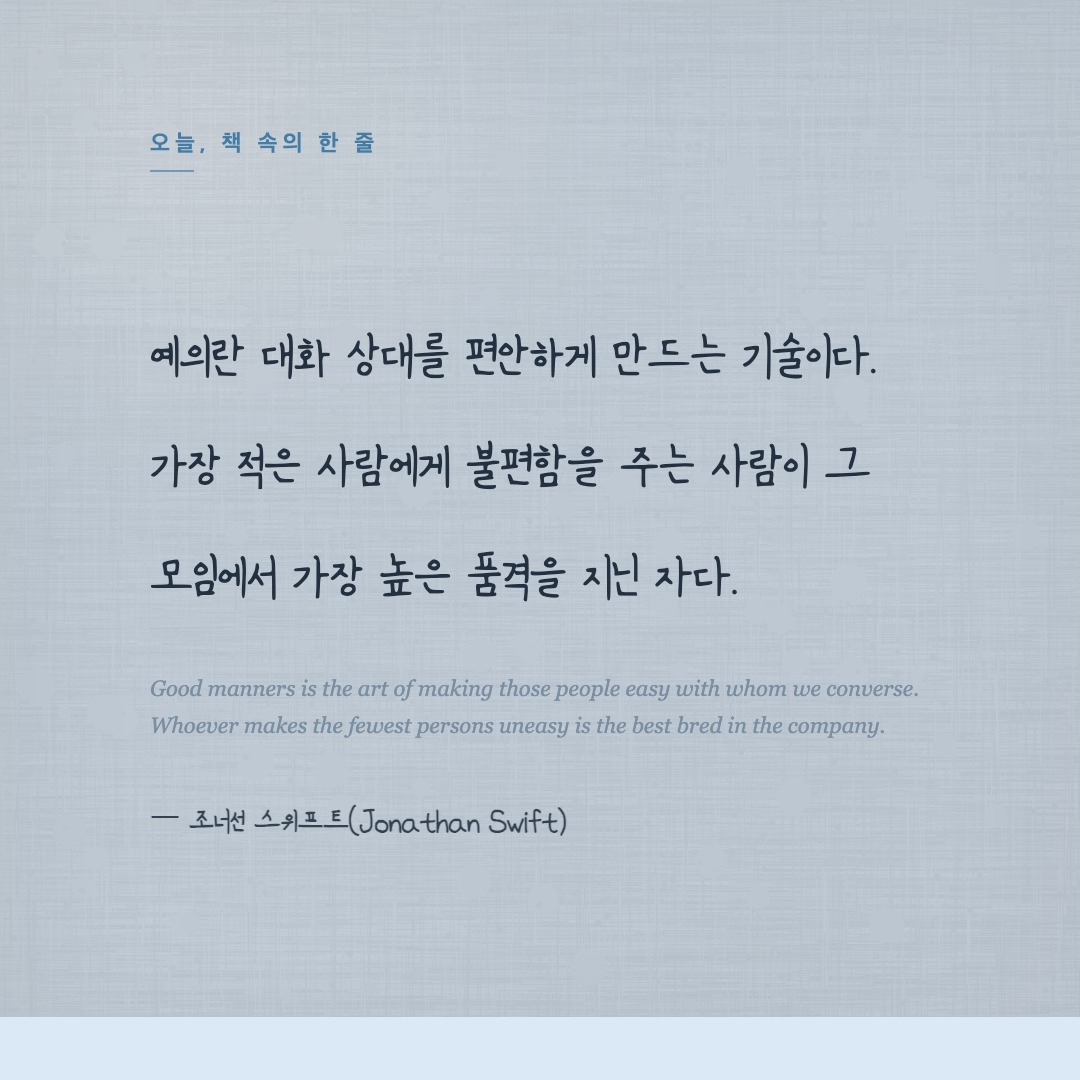 오늘, 책 속의 한 줄
예의란 대화 상대를 편안하게 만드는 기술이다.
가장 적은 사람에게 불편함을 주는 사람이 그
모임에서 가장 높은 품격을 지닌 자다.
Good manners is the art of making those people easy with whom we converse.
Whoever makes the fewest persons uneasy is the best bred in the company.
— 조너선 스위프트(Jonathan Swift)